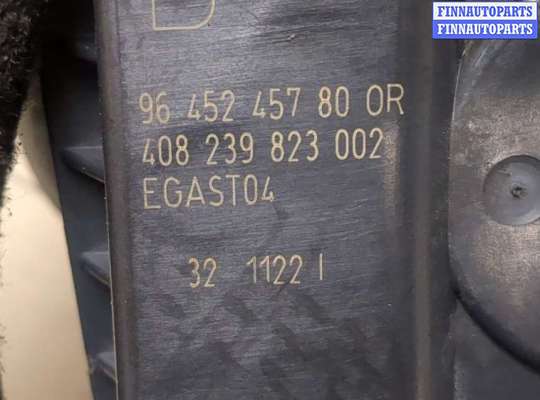 FINNAUTOPARTS
FINNAUTOPARTS
96 452 457 80 OR
408 239 823 002
EGAST04
32 1122 I